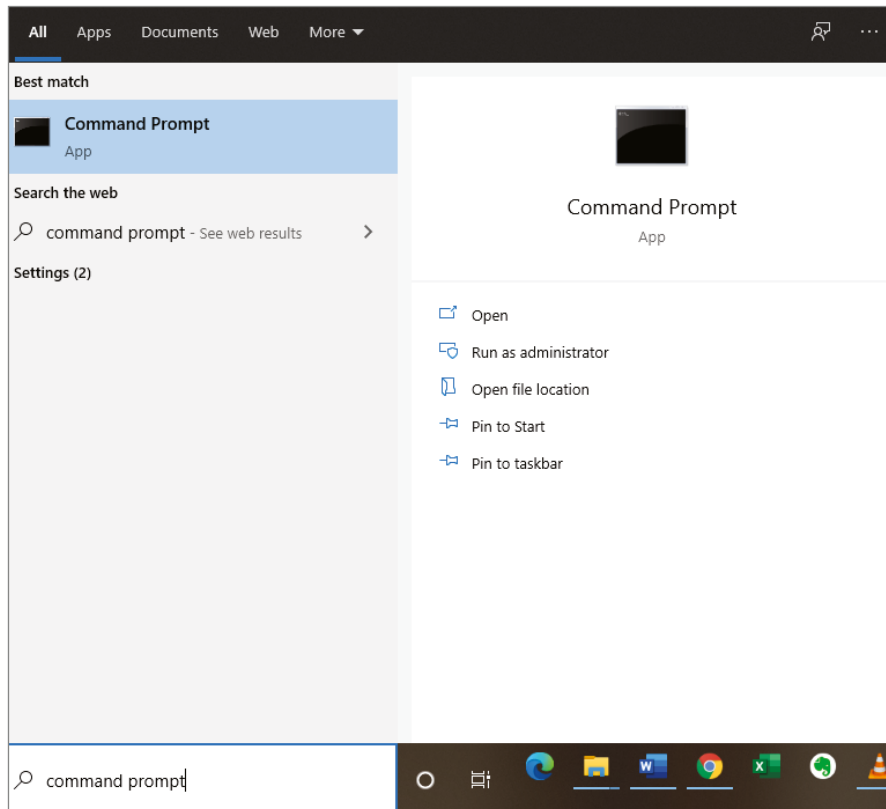 All Apps Documents Web More
Best match
Command Prompt
App
Search the web
command prompt - See web results
Settings (2)
Command Prompt
App
Open
Run as administrator
Open file location
Pin to Start
Pin to taskbar
command prompt